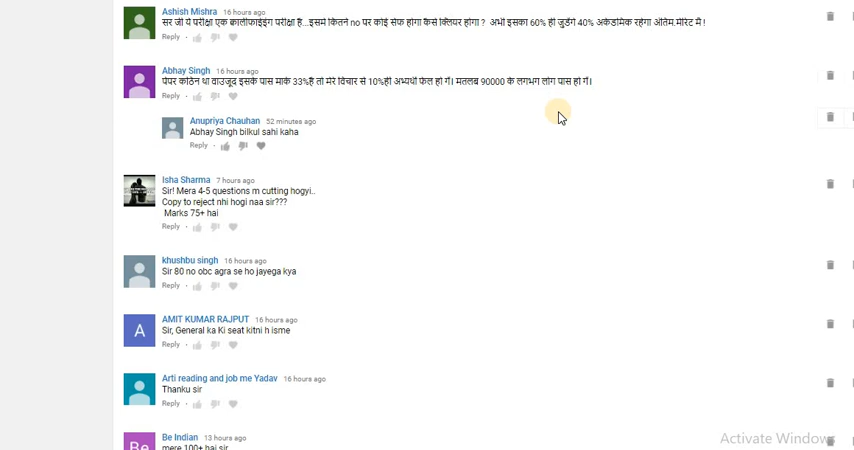 Ashish Mishra 16 hours ago
सर जी ये परीक्षा एक क्वालीफाईइंग परीक्षा है...इसमे कितने no पर कोई सेफ होगा कैसे क्लियर होगा ? अभी इसका 60% ही जुडेंगे 40% अकेडमिक रहेगा अंतिम.मेरिट मै !
Reply
Abhay Singh 16 hours ago
पेपर कठिन था वाउजूद इसके पास मार्क 33%है तो मेरे विचार से 10%ही अभ्यर्थी फेल हो गें। मतलब 90000 के लगभग लोग पास हो गें।
Reply
Anupriya Chauhan 52 minutes ago
Abhay Singh bilkul sahi kaha
Reply
Isha Sharma 7 hours ago
Sir! Mera 4-5 questions m cutting hogyi..
Copy to reject nhi hogi naa sir???
Marks 75+ hai
Reply
khushbu singh 16 hours ago
Sir 80 no obc agra se ho jayega kya
Reply
AMIT KUMAR RAJPUT 16 hours ago
A
Sir, General ka Ki seat kitni h isme
Reply
Arti reading and job me Yadav 16 hours ago
Thanku sir
Reply
Be Indian 13 hours ago
Be
mere 100+ hai sir
Activate Windows